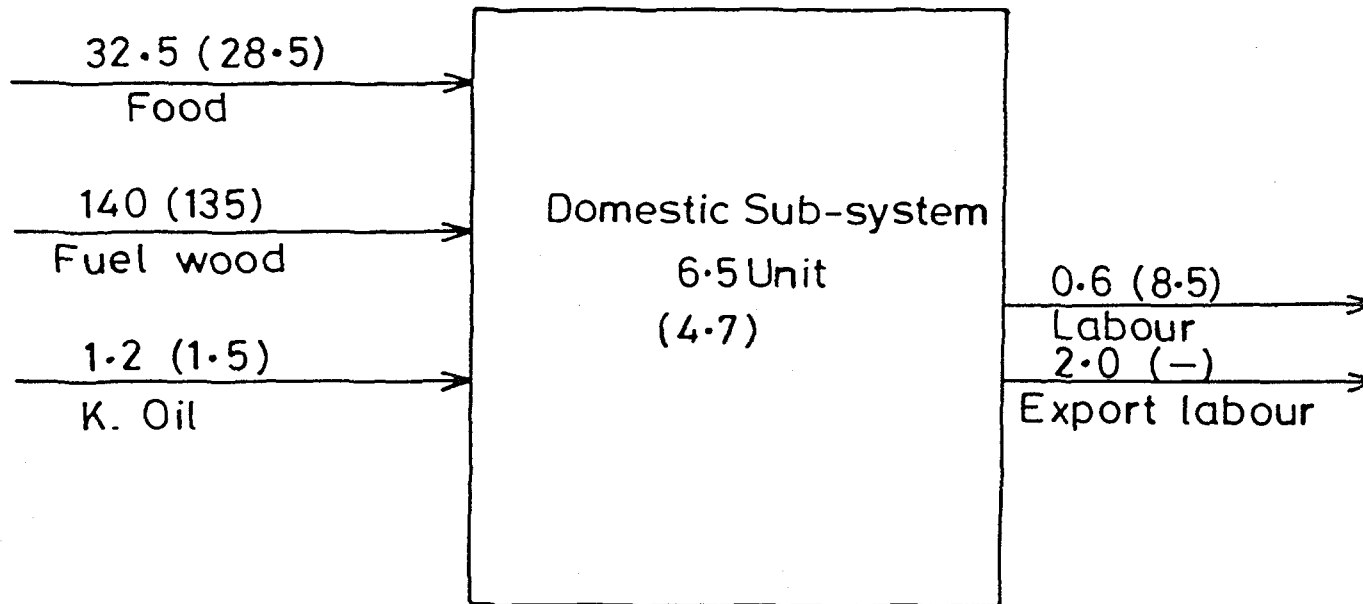 32·5 (28·5)
Food
140 (135)
Fuel wood
1·2 (1·5)
K. Oil
Domestic Sub-system
6·5 Unit
(4·7)
0·6 (8·5)
Labour
2·0 (—)
Export labour